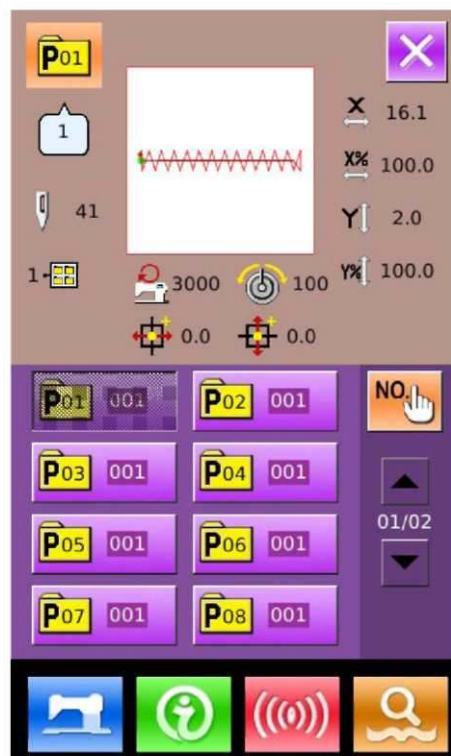 P01
1
41
1-
X 16.1
X% 100.0
Y 2.0
Y% 100.0
3000 100
0.0 0.0
P01 001 P02 001
NO.
P03 001 P04 001
01/02
P05 001 P06 001
P07 001 P08 001